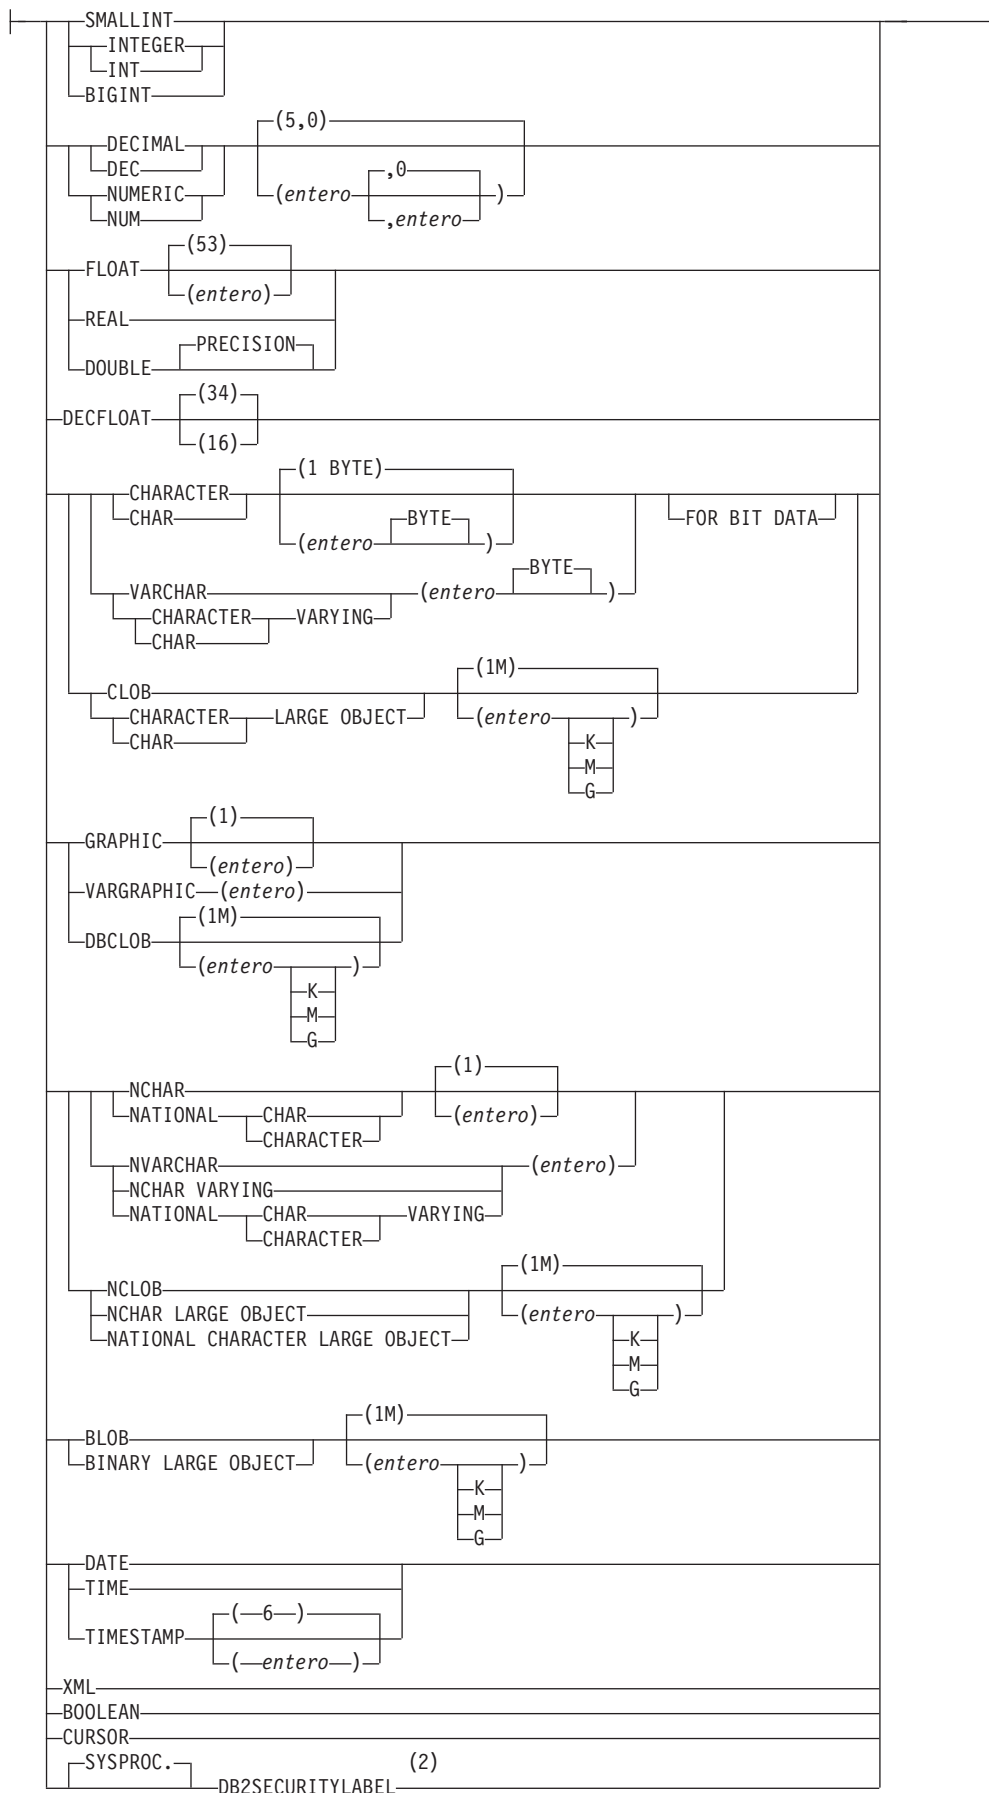 SMALLINT
INTEGER
INT
BIGINT
(5,0)
DECIMAL
DEC
,0
NUMERIC
(entero
)
NUM
,entero
(53)
FLOAT
(entero)
REAL
PRECISION
DOUBLE
(34)
DECFLOAT
(16)
(1 BYTE)
CHARACTER
CHAR
BYTE
FOR BIT DATA
(entero
)
BYTE
VARCHAR
(entero
)
CHARACTER
VARYING
CHAR
(1M)
CLOB
CHARACTER
LARGE OBJECT
(entero
)
CHAR
K
M
G
(1)
GRAPHIC
(entero)
VARGRAPHIC
(entero)
(1M)
DBCLOB
(entero
)
K
M
G
(1)
NCHAR
NATIONAL
CHAR
(entero)
CHARACTER
NVARCHAR
(entero)
NCHAR VARYING
NATIONAL
CHAR
VARYING
CHARACTER
(1M)
NCLOB
NCHAR LARGE OBJECT
(entero
)
NATIONAL CHARACTER LARGE OBJECT
K
M
G
(1M)
BLOB
BINARY LARGE OBJECT
(entero
)
K
M
G
DATE
TIME
( 6 )
TIMESTAMP
( entero )
XML
BOOLEAN
CURSOR
SYSPROC.
(2)
DB2SECURITYLABEL